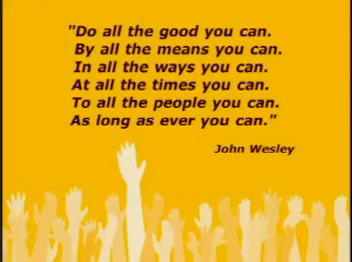 "Do all the good you can.
By all the means you can.
In all the ways you can.
At all the times you can.
To all the people you can.
As long as ever you can."
John Wesley